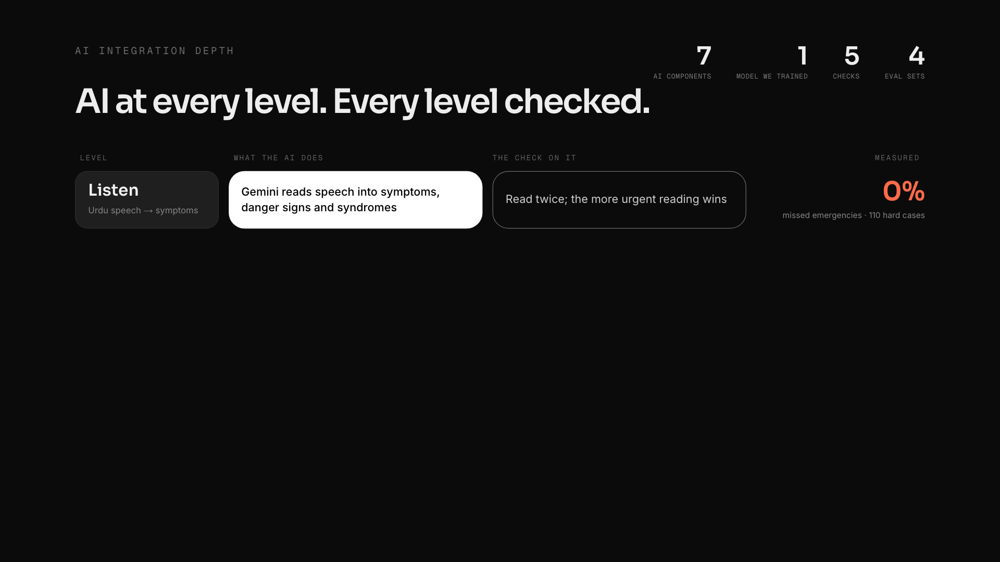 AI INTEGRATION DEPTH
7
AI COMPONENTS
1
MODEL WE TRAINED
5
CHECKS
4
EVAL SETS
AI at every level. Every level checked.
LEVEL
WHAT THE AI DOES
THE CHECK ON IT
MEASURED
Listen
Urdu speech → symptoms
Gemini reads speech into symptoms,
danger signs and syndromes
Read twice; the more urgent reading wins
0%
missed emergencies · 110 hard cases